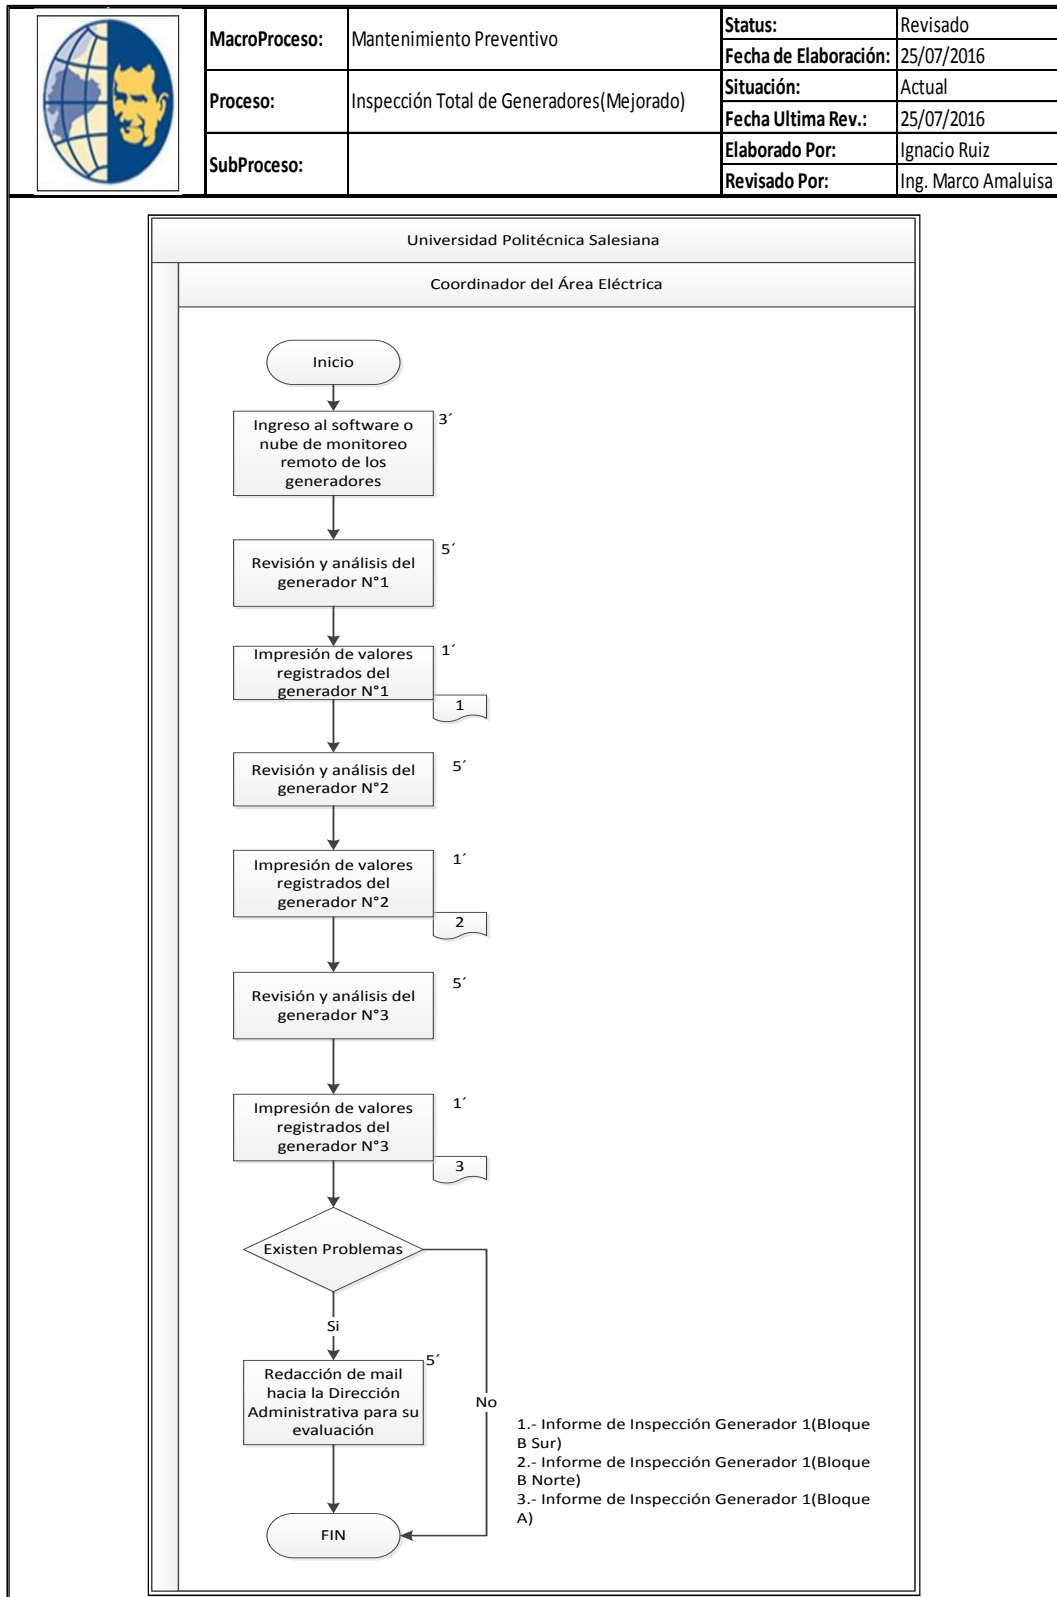 MacroProceso:
Mantenimiento Preventivo
Status:
Revisado
Fecha de Elaboración:
25/07/2016
Proceso:
Inspección Total de Generadores(Mejorado)
Situación:
Actual
Fecha Ultima Rev.:
25/07/2016
SubProceso:
Elaborado Por:
Ignacio Ruiz
Revisado Por:
Ing. Marco Amaluisa
Universidad Politécnica Salesiana
Coordinador del Área Eléctrica
Inicio
Ingreso al software o
nube de monitoreo
remoto de los
generadores
3´
Revisión y análisis del
generador N°1
5´
Impresión de valores
registrados del
generador N°1
1´
1
Revisión y análisis del
generador N°2
5´
Impresión de valores
registrados del
generador N°2
1´
2
Revisión y análisis del
generador N°3
5´
Impresión de valores
registrados del
generador N°3
1´
3
Existen Problemas
Si
No
Redacción de mail
hacia la Dirección
Administrativa para su
evaluación
5´
1.- Informe de Inspección Generador 1(Bloque
B Sur)
2.- Informe de Inspección Generador 1(Bloque
B Norte)
3.- Informe de Inspección Generador 1(Bloque
A)
FIN